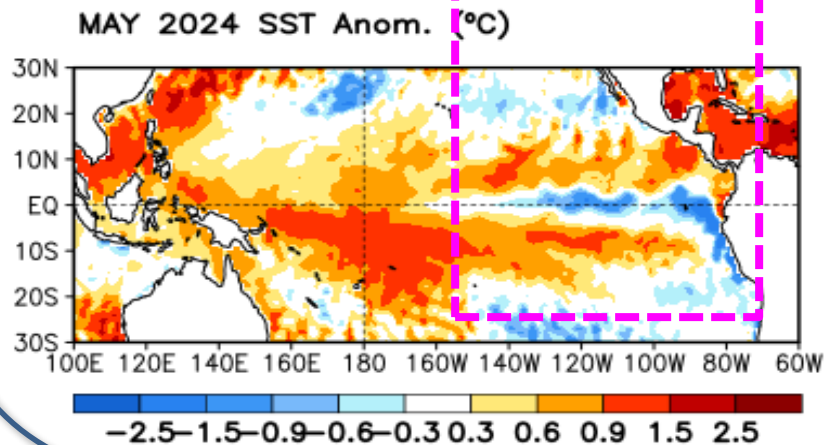 MAY 2024 SST Anom. (°C)
30N
20N
10N
EQ
10S
20S
30S
100E 120E 140E 160E 180 160W 140W 120W 100W 80W 60W
−2.5−1.5−0.9−0.6−0.3 0.3 0.6 0.9 1.5 2.5